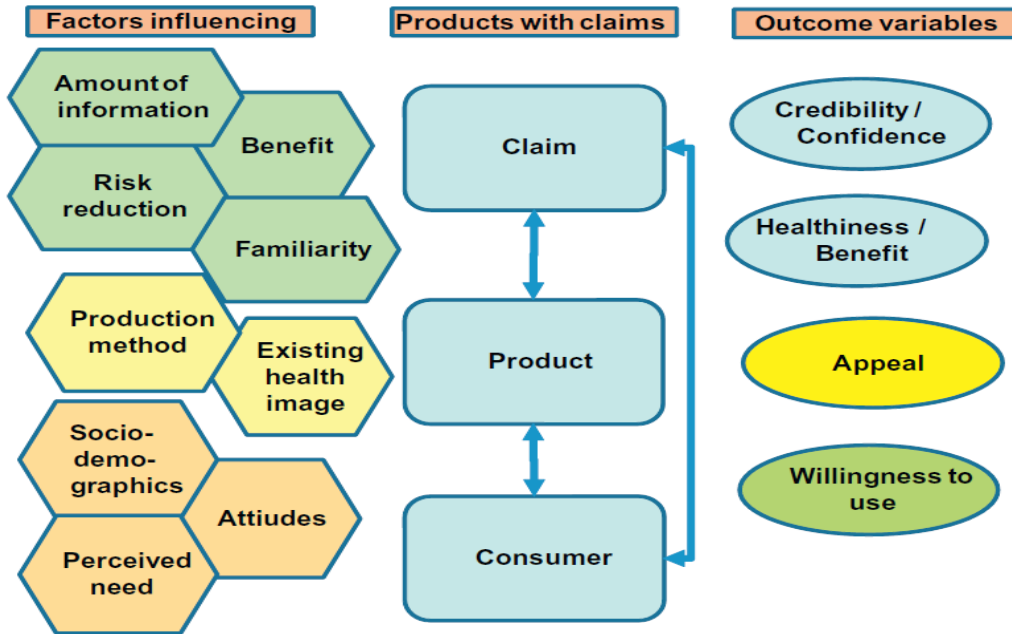 Factors influencing
Amount of
information
Benefit
Risk
reduction
Familiarity
Production
method
Existing
health
image
Socio-
demo-
graphics
Attiudes
Perceived
need
Products with claims
Claim
Product
Consumer
Outcome variables
Credibility /
Confidence
Healthiness /
Benefit
Appeal
Willingness to
use